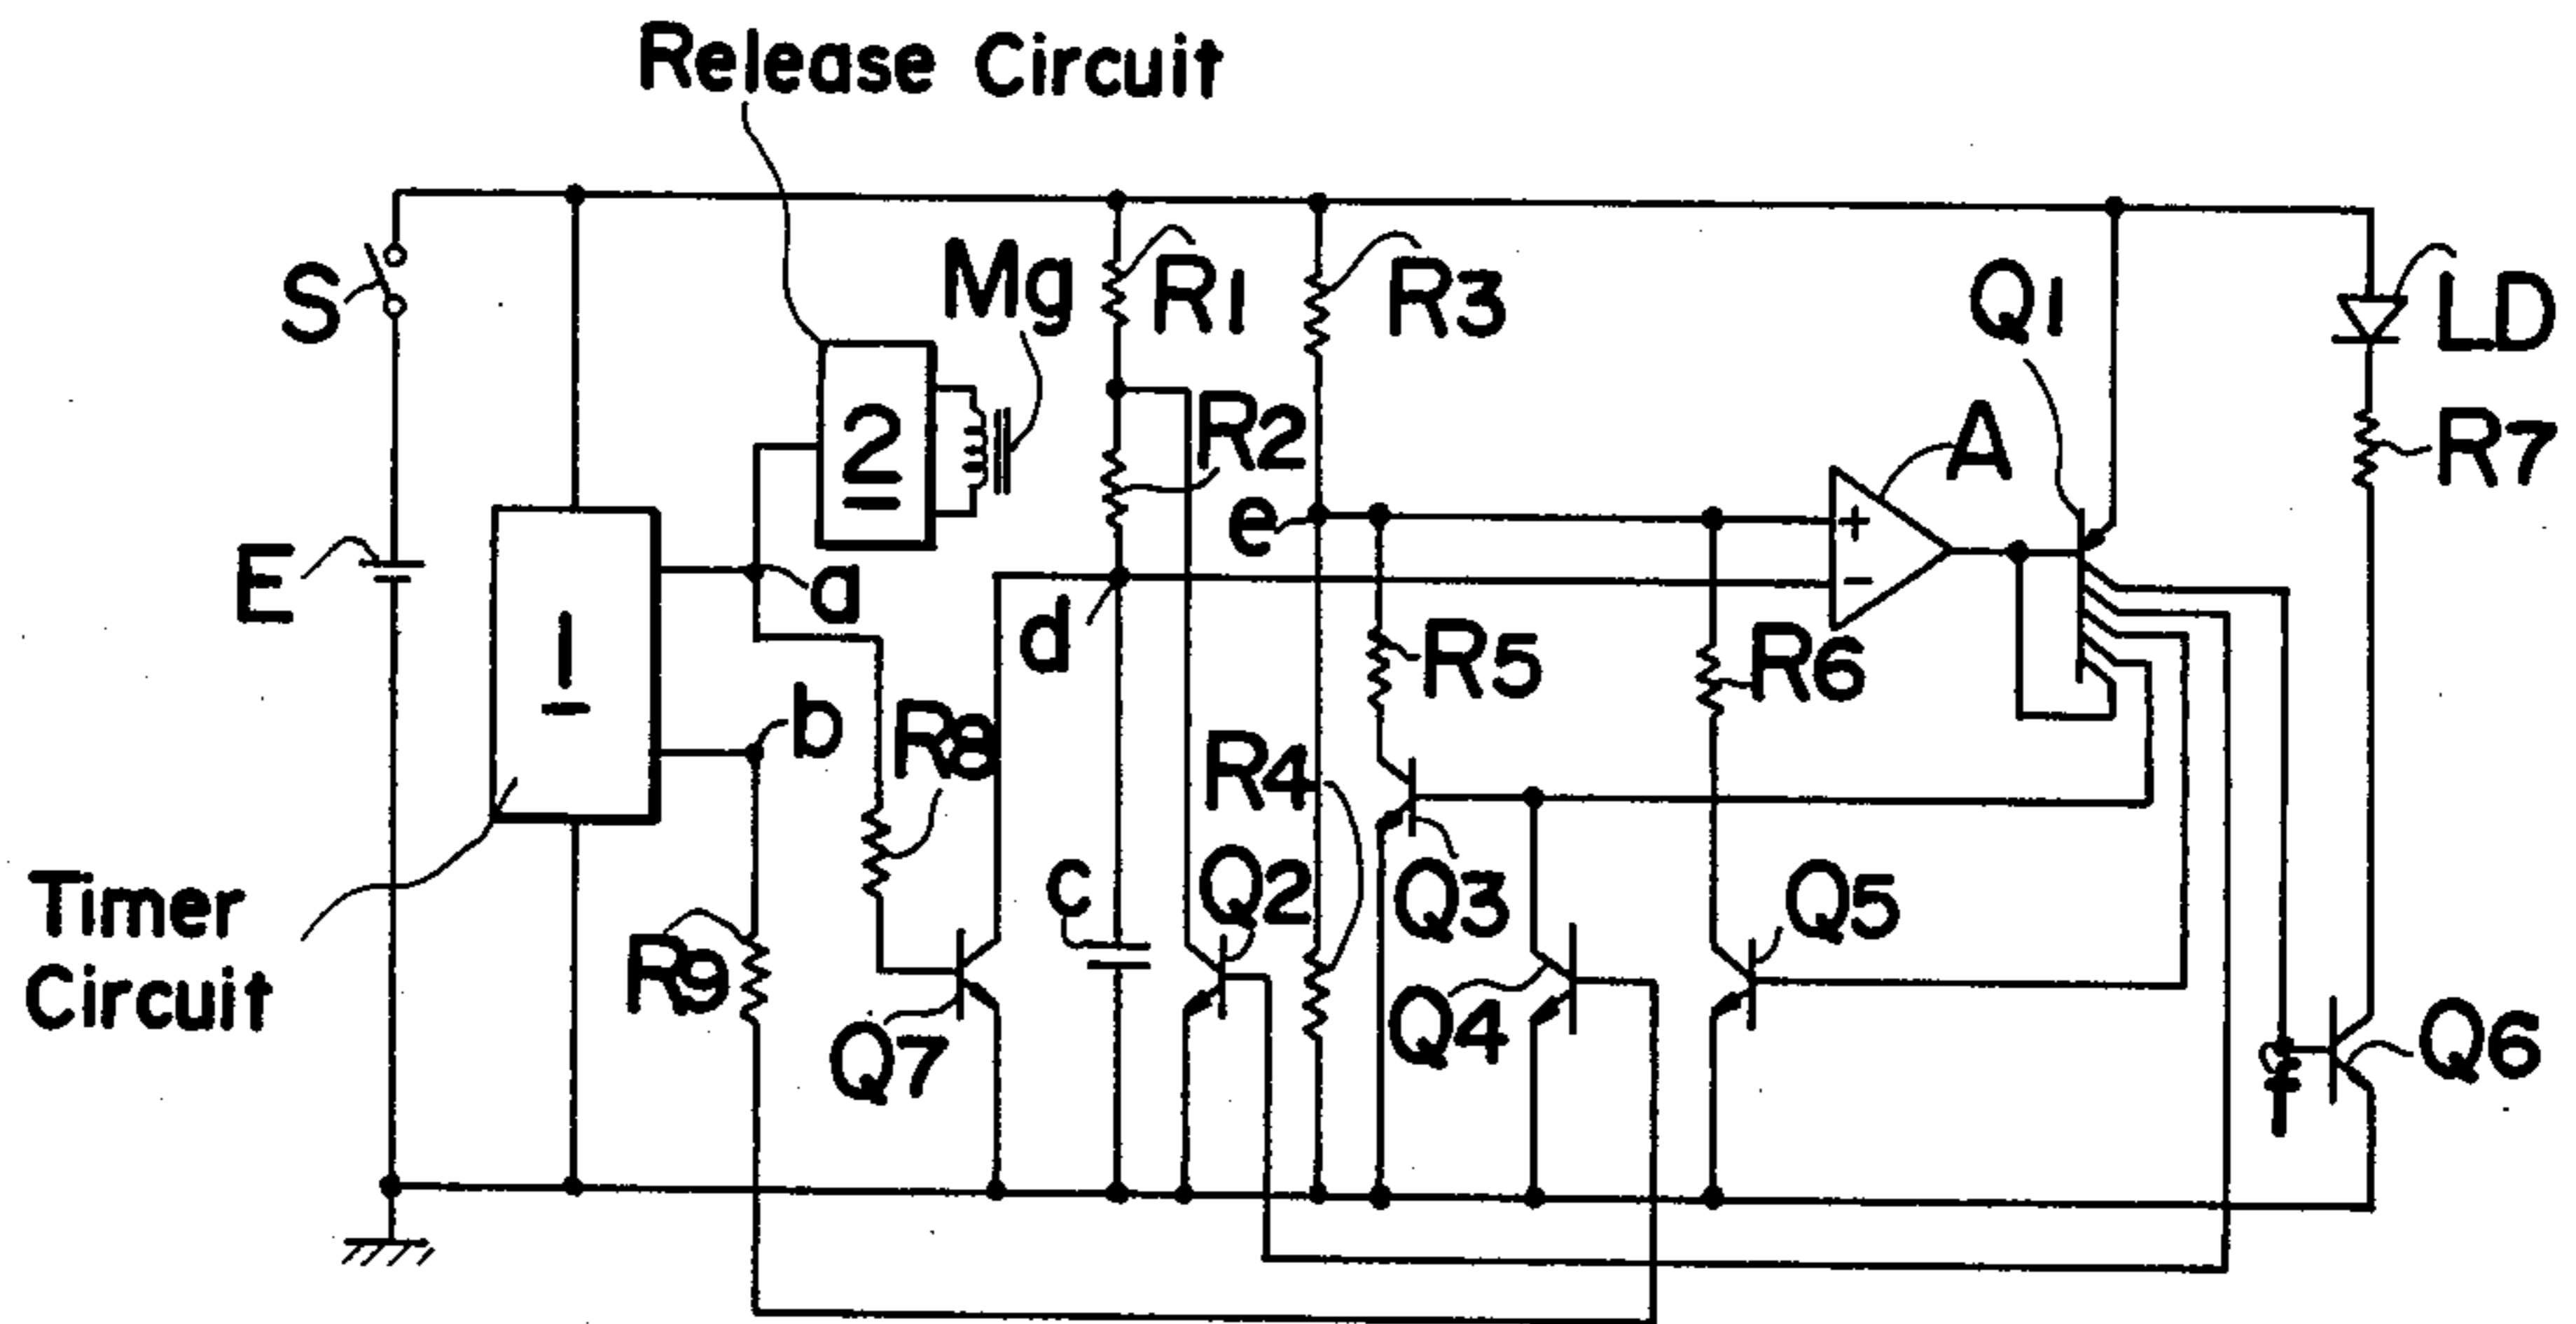 Release Circuit
S
Mg
R1
R3
Q1
LD
2
R2
A
R7
e
+
-
E
a
1
d
R5
R6
b
R8
R4
Timer
Circuit
R9
C
Q2
Q3
Q5
Q7
Q4
f
Q6